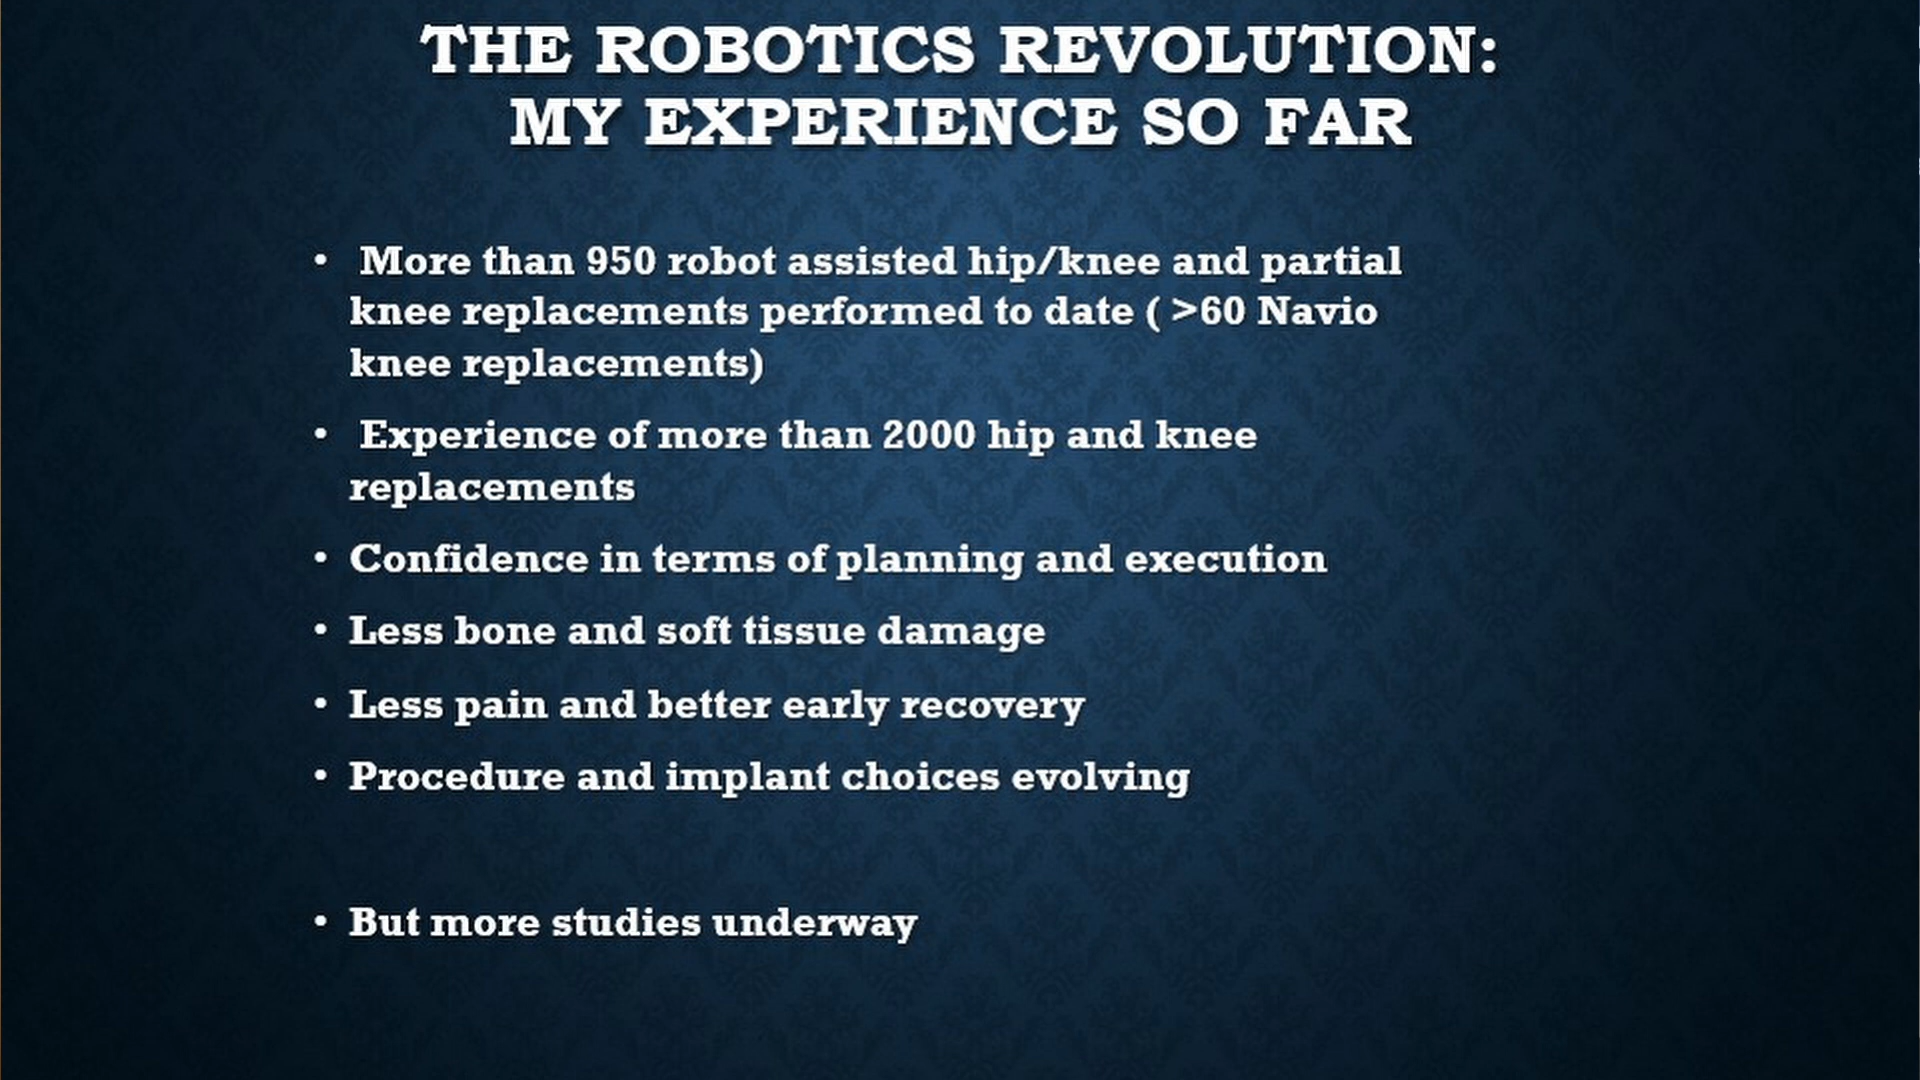 THE ROBOTICS REVOLUTION:
MY EXPERIENCE SO FAR
• More than 950 robot assisted hip/knee and partial
knee replacements performed to date ( >60 Navio
knee replacements)
• Experience of more than 2000 hip and knee
replacements
• Confidence in terms of planning and execution
• Less bone and soft tissue damage
• Less pain and better early recovery
• Procedure and implant choices evolving
• But more studies underway